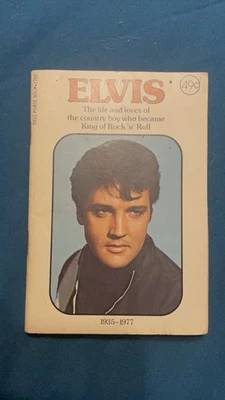 ELVIS
49¢
The life and loves of
the country boy who became
King of Rock 'n' Roll
1935–1977